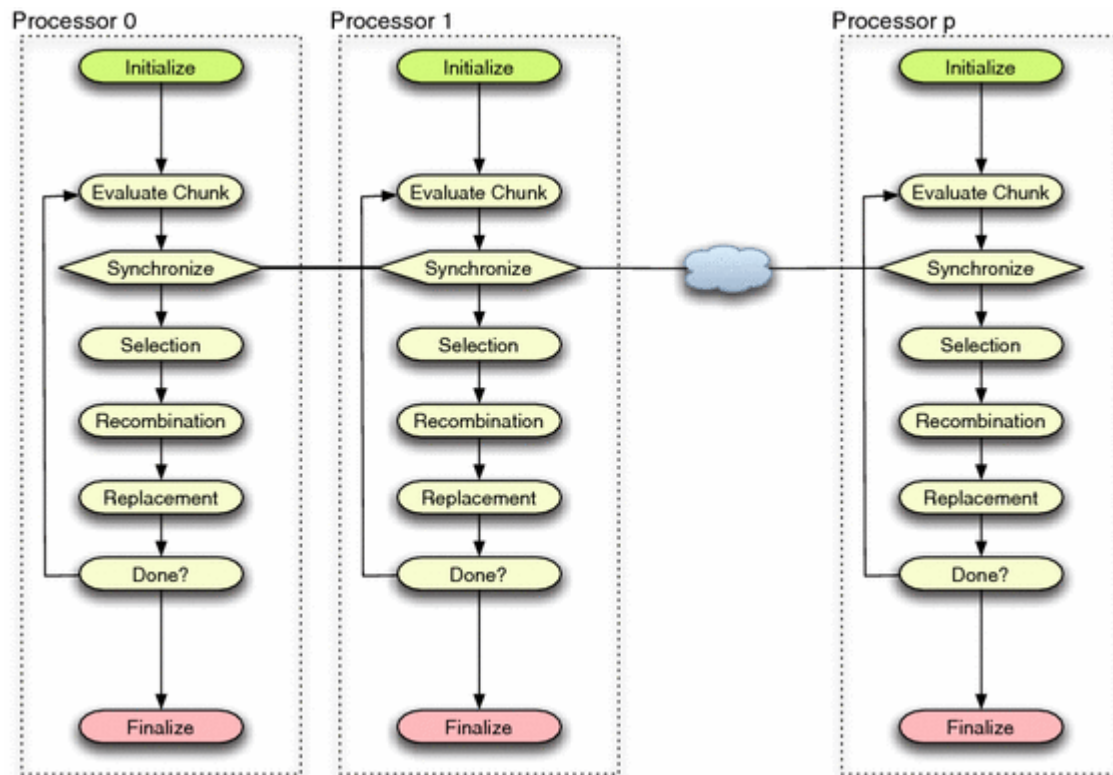 Processor 0
Initialize
Evaluate Chunk
Synchronize
Selection
Recombination
Replacement
Done?
Finalize
Processor 1
Initialize
Evaluate Chunk
Synchronize
Selection
Recombination
Replacement
Done?
Finalize
Processor p
Initialize
Evaluate Chunk
Synchronize
Selection
Recombination
Replacement
Done?
Finalize